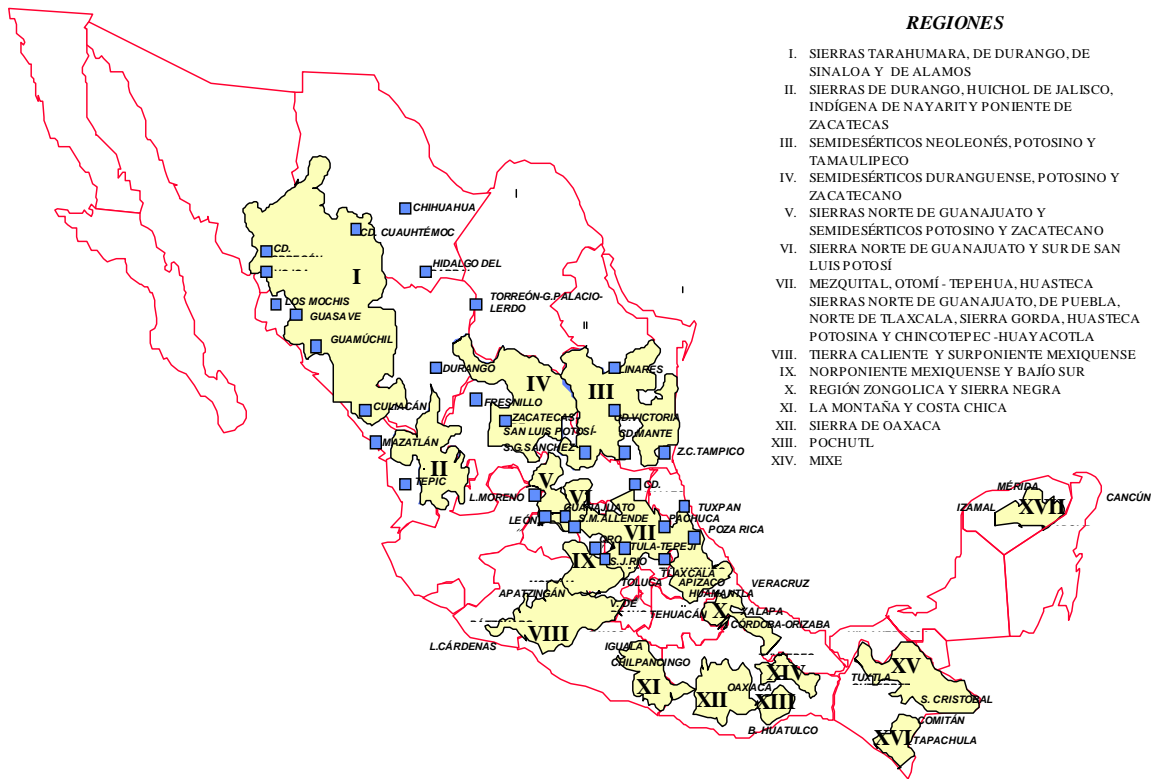 REGIONES
I. SIERRAS TARAHUMARA, DE DURANGO, DE
SINALOA Y DE ALAMOS
II. SIERRAS DE DURANGO, HUICHOL DE JALISCO,
INDÍGENA DE NAYARIT Y PONIENTE DE
ZACATECAS
III. SEMIDESÉRTICOS NEOLEONÉS, POTOSINO Y
TAMAULIPECO
IV. SEMIDESÉRTICOS DURANGUENSE, POTOSINO Y
ZACATECANO
V. SIERRAS NORTE DE GUANAJUATO Y
SEMIDESÉRTICOS POTOSINO Y ZACATECANO
VI. SIERRA NORTE DE GUANAJUATO Y SUR DE SAN
LUIS POTOSÍ
VII. MEZQUITAL, OTOMÍ - TEPEHUA, HUASTECA
SIERRAS NORTE DE GUANAJUATO, DE PUEBLA,
NORTE DE TLAXCALA, SIERRA GORDA, HUASTECA
POTOSINA Y CHINCOTEPEC -HUAYACOTLA
VIII. TIERRA CALIENTE Y SURPONIENTE MEXIQUENSE
IX. NORPONIENTE MEXIQUENSE Y BAJÍO SUR
X. REGIÓN ZONGOLICA Y SIERRA NEGRA
XI. LA MONTAÑA Y COSTA CHICA
XII. SIERRA DE OAXACA
XIII. POCHUTL
XIV. MIXE
I
CHIHUAHUA
CD. CUAUHTÉMOC
CD.
HIDALGO DEL
I
I
LOS MOCHIS
GUASAVE
TORREÓN-G.PALACIO-
LERDO
II
GUAMÚCHIL
DURANGO
IV
LINARES
III
FRESNILLO
CULIACÁN
ZACATECAS-
CD.VICTORIA
SAN LUIS POTOSÍ-
CD.MANTE
MAZATLÁN
S.G.SANCHEZ
Z.C.TAMPICO
II
V
TEPIC
L.MORENO
VI
CD.
MÉRIDA
CANCÚN
IZAMAL
XVII
GUANAJUATO
TUXPAN
LEÓN
S.M.ALLENDE
PACHUCA
VII
POZA RICA
QRO
TULA-TEPEJI
IX
S.J.RIO
TLAXCALA
TOLUCA
APIZACO
VERACRUZ
APATZINGÁN
HUAMANTLA
V. DE
X
XALAPA
TEHUACÁN
CÓRDOBA-ORIZABA
VIII
L.CÁRDENAS
IGUALA
CHILPANCINGO
XIV
XV
TUXTLA
XI
OAXACA
XII
XIII
S. CRISTOBAL
COMITÁN
B. HUATULCO
XVI
TAPACHULA